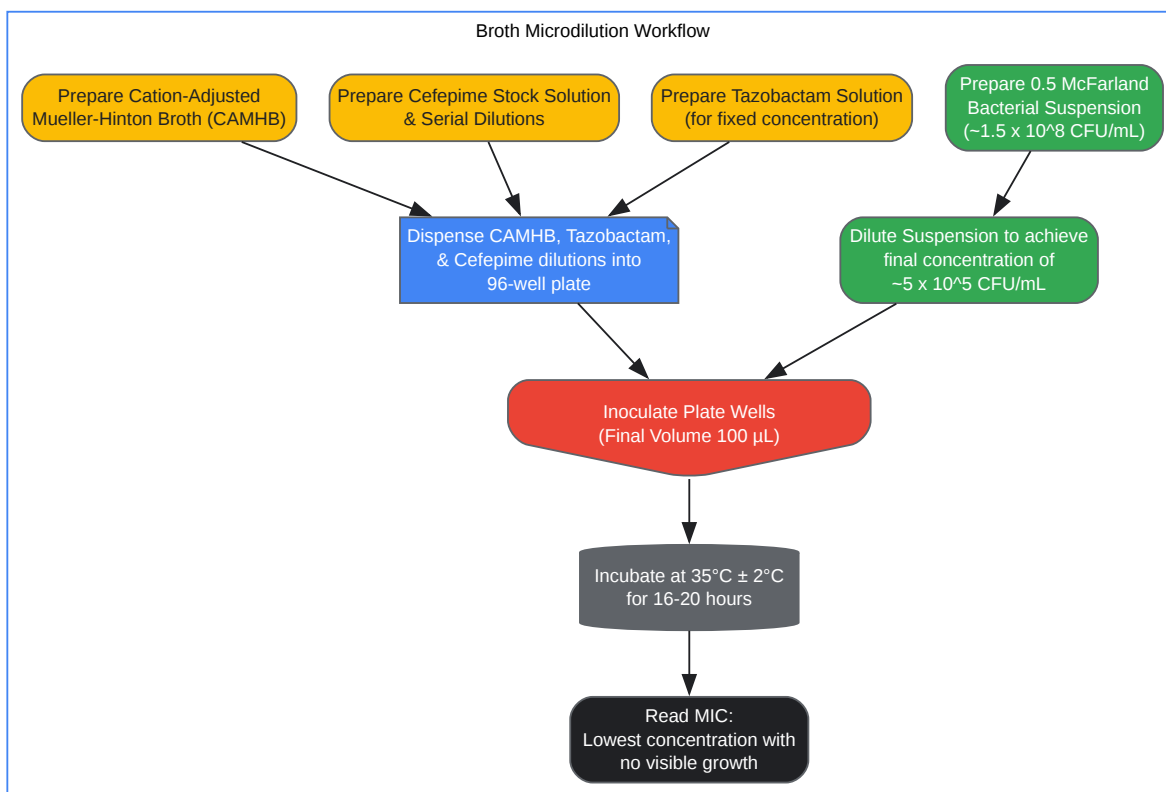 Broth Microdilution Workflow
Prepare Cation-Adjusted
Mueller-Hinton Broth (CAMHB)
Prepare Cefepime Stock Solution
& Serial Dilutions
Prepare Tazobactam Solution
(for fixed concentration)
Prepare 0.5 McFarland
Bacterial Suspension
(~1.5 x 10^8 CFU/mL)
Dispense CAMHB, Tazobactam,
& Cefepime dilutions into
96-well plate
Dilute Suspension to achieve
final concentration of
~5 x 10^5 CFU/mL
Inoculate Plate Wells
(Final Volume 100 µL)
Incubate at 35°C ± 2°C
for 16-20 hours
Read MIC:
Lowest concentration with
no visible growth